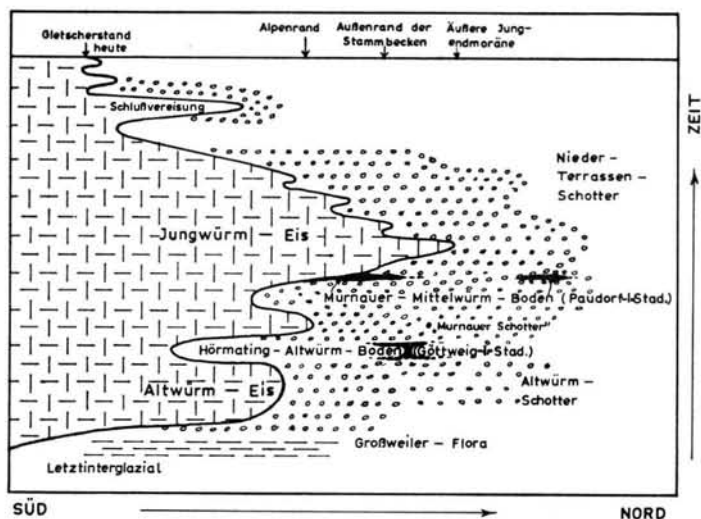 Gletscherstand
heute
Alpenrand
Außenrand der
Stammbecken
Äußere Jung-
endmoräne
Schlußvereisung
ZEIT
Nieder-
Terrassen-
Schotter
Jungwürm - Eis
Murnauer - Mittelwürm - Boden (Paudorf-I-Stad.)
"Murnauer Schotter"
Hörmating - Altwürm - Boden (Göttweig-I-Stad.)
Altwürm - Eis
Altwürm -
Schotter
Großweiler - Flora
Letztinterglazial
SÜD
NORD